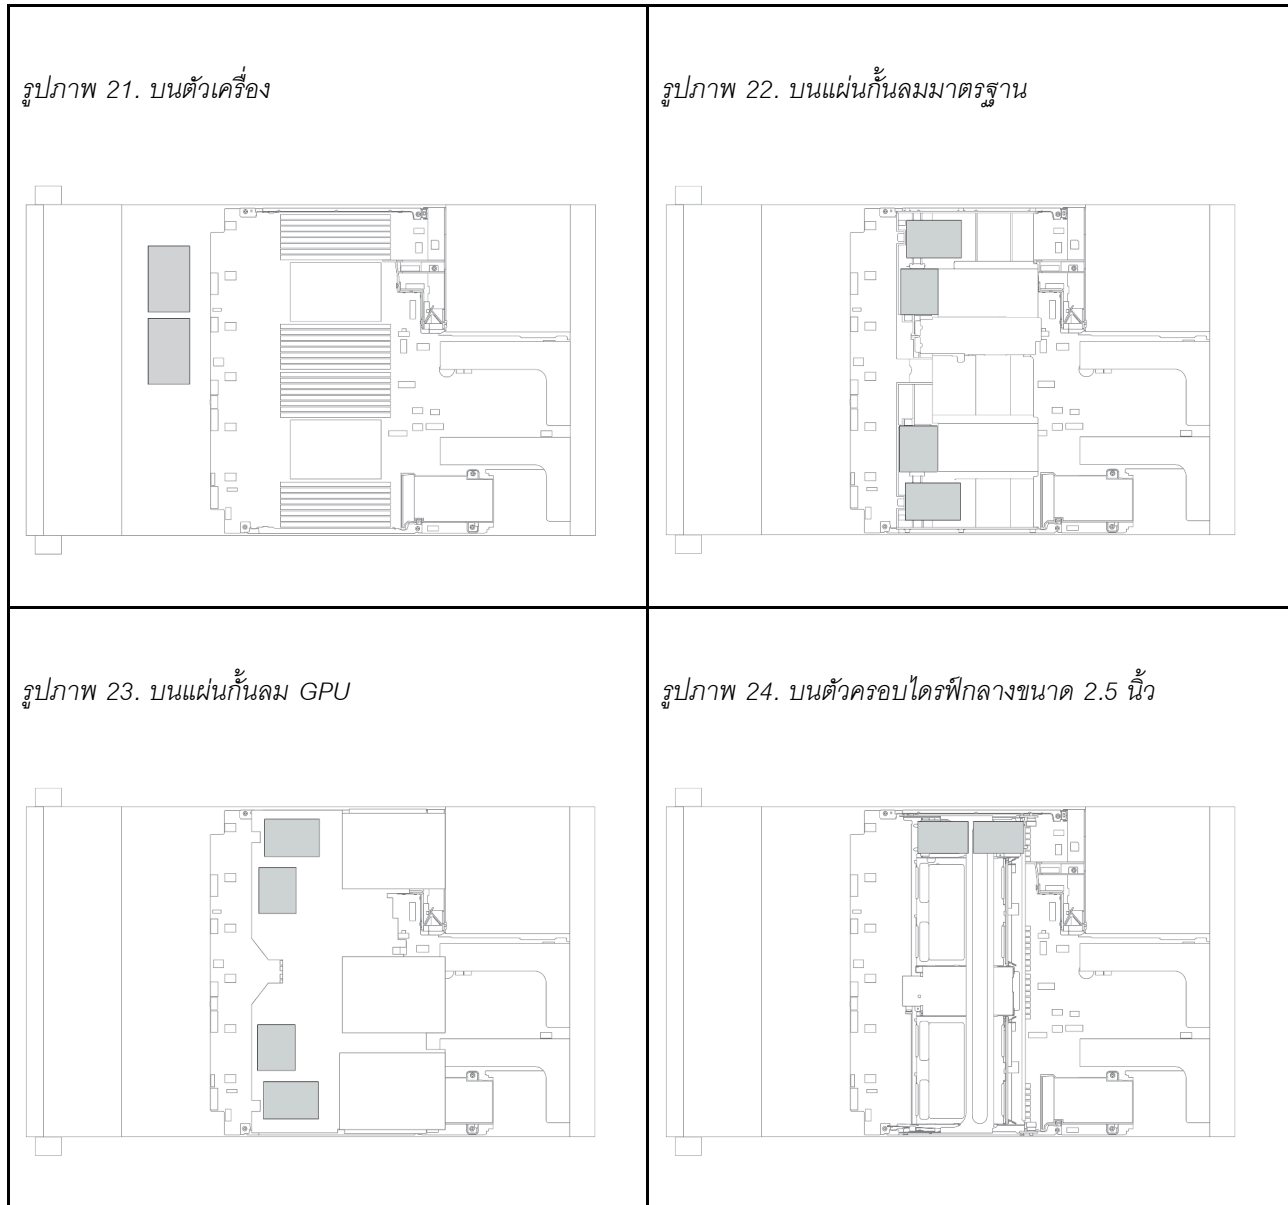 รูปภาพ 21. บนตัวเครื่อง
รูปภาพ 22. บนแผ่นกั้นลมมาตรฐาน
รูปภาพ 23. บนแผ่นกั้นลม GPU
รูปภาพ 24. บนตัวครอบไดรฟ์กลางขนาด 2.5 นิ้ว